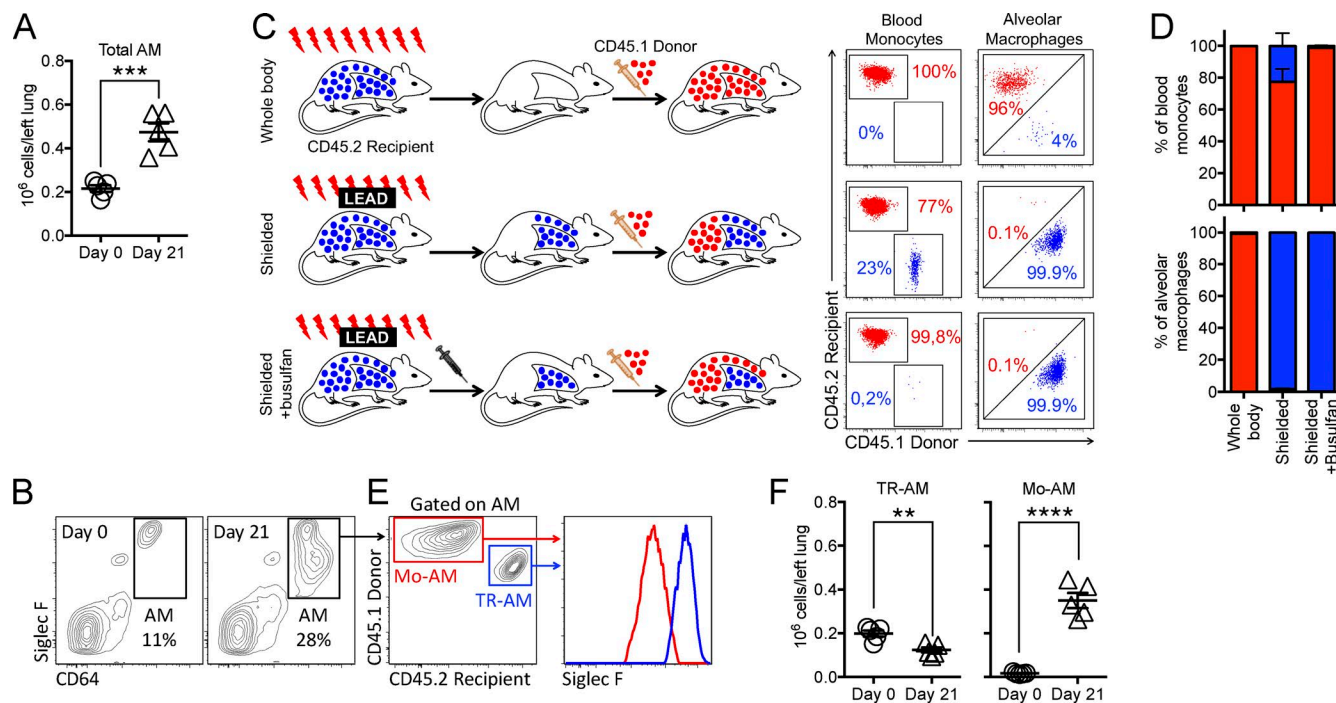 A
Total AM
***
10⁶ cells/left lung
0.8
0.6
0.4
0.2
0.0
Day 0
Day 21
C
Whole body
CD45.2 Recipient
CD45.1 Donor
Shielded
LEAD
Shielded
+busulfan
LEAD
Blood
Monocytes
Alveolar
Macrophages
100%
0%
96%
4%
77%
23%
0.1%
99.9%
99,8%
0,2%
0.1%
99.9%
CD45.2 Recipient
CD45.1 Donor
D
% of blood
monocytes
100
80
60
40
20
0
% of alveolar
macrophages
100
80
60
40
20
0
Whole
body
Shielded
Shielded
+Busulfan
B
Day 0
AM
11%
Day 21
AM
28%
Siglec F
CD64
E
Gated on AM
Mo-AM
TR-AM
CD45.1 Donor
CD45.2 Recipient
Siglec F
F
TR-AM
**
10⁶ cells/left lung
0.8
0.6
0.4
0.2
0.0
Day 0
Day 21
Mo-AM
****
Day 0
Day 21